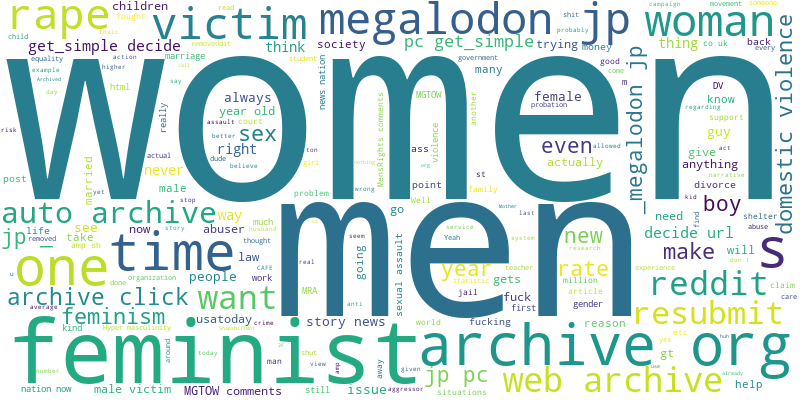 rape
children
fought
victim
removereddit
read
megalodon jp
shit
probably
campaign
movement
someone
woman
child
get_simple decide
marriage
society
think
pc get_simple
trying
money
thing
co uk
back
women
equality
example
Archived
day
action
higher
html
say
student
news nation
many
MGTOW
another
government
good
come
m
_megalodon jp
every
DV
domestic violence
always
year old
female
probation
know
regarding
support
really
assault
court
sex
better
believe
right
dude
ton
girl
MensRights comments
violence
ass
even
allowed
guy
act
risk
actual
yet
never
nothing
org
actually
give
anything
narrative
post
married
stop
male
problem
wrong
point
st
family
divorce
kid
auto archive
way
men
well
boy
shelter
life
see
now
abuser
much
husband
go
last
new
need
find
adver
jp
removed
take
story
Yeah
service
decide url
one
time
thought
law
seem
going
sexual assault
system
research
s
u
done
organization
people
CAFE
work
real
year
teacher
rate
make
will
experience
archive click
want
MRA
anti
gets
jail
statistic
million
reddit
claim
care
average
feminism
usatoday
crime
story news
fuck
first
article
gender
resubmit
kind
Hyper masculinity
fucking
world
reason
etc
huh
feminist
around
today
shut
view
man
away
archive org
yes
gt
already
number
nation now
male victim
MGTOW comments
still
issue
given
aggressor
jp pc
situations
web archive
help